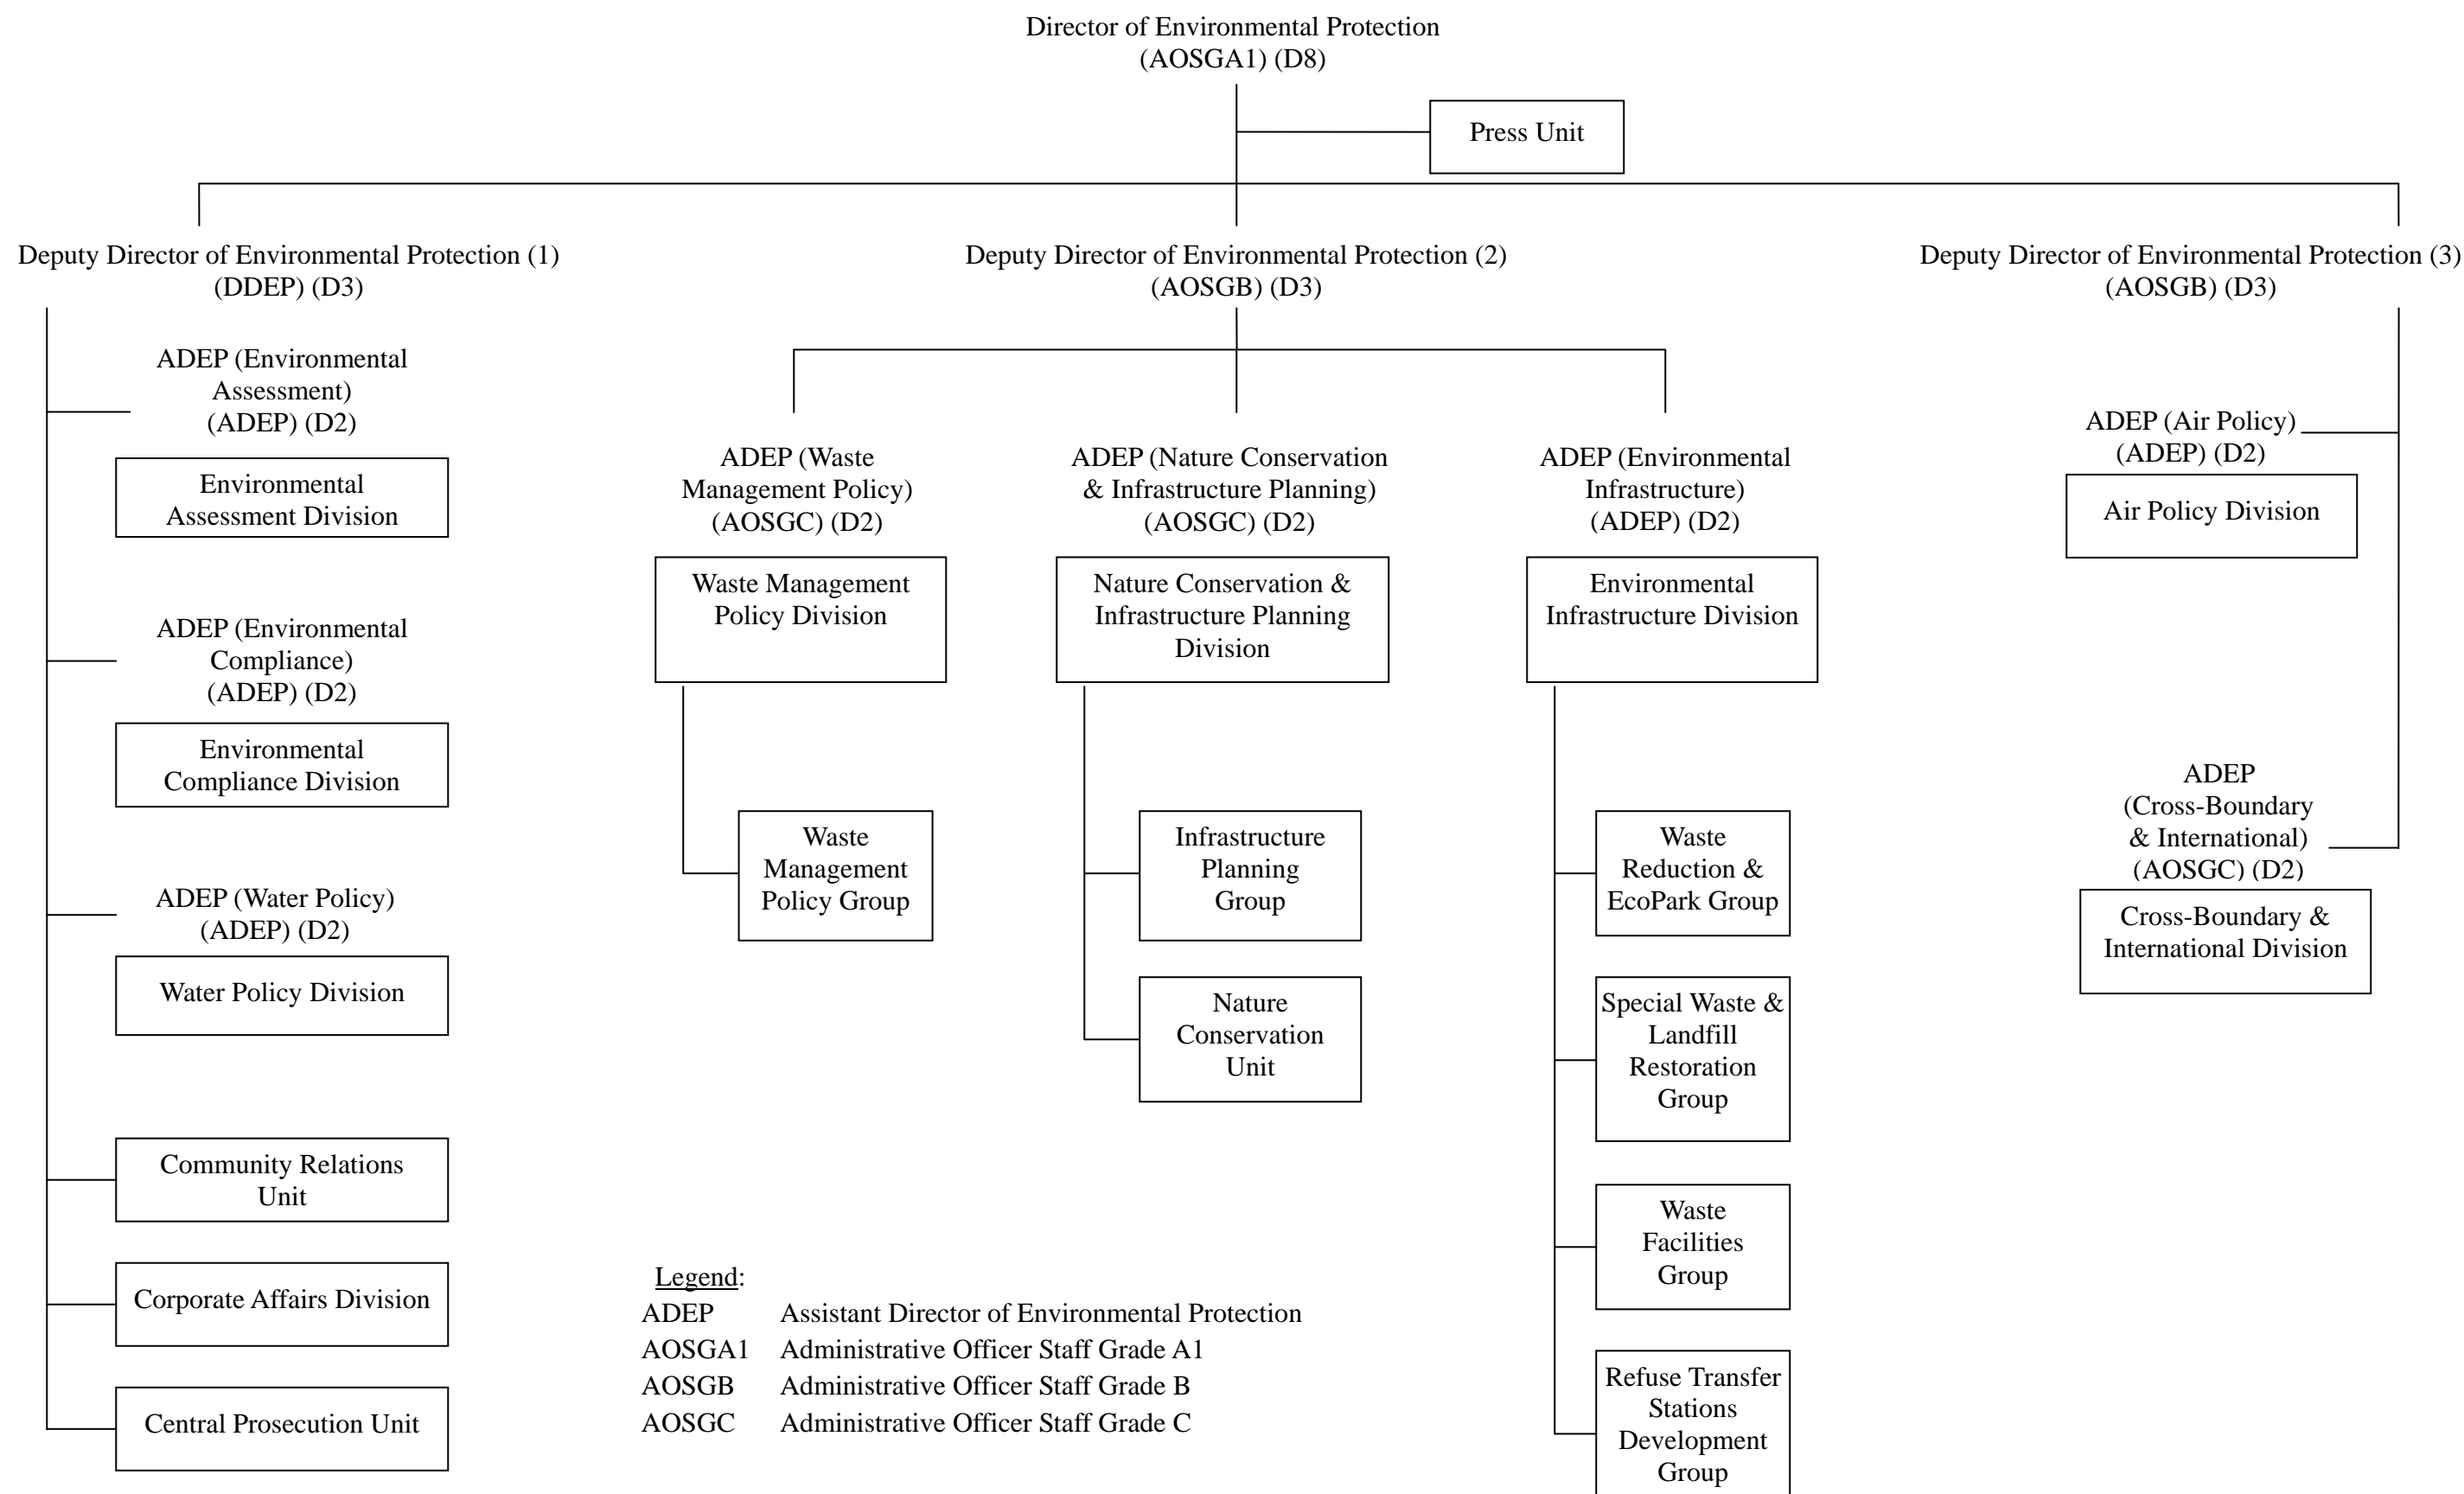 Director of Environmental Protection
(AOSGA1) (D8)
Press Unit
Deputy Director of Environmental Protection (1)
(DDEP) (D3)
Deputy Director of Environmental Protection (2)
(AOSGB) (D3)
Deputy Director of Environmental Protection (3)
(AOSGB) (D3)
ADEP (Environmental
Assessment)
(ADEP) (D2)
Environmental
Assessment Division
ADEP (Environmental
Compliance)
(ADEP) (D2)
Environmental
Compliance Division
ADEP (Water Policy)
(ADEP) (D2)
Water Policy Division
Community Relations
Unit
Corporate Affairs Division
Central Prosecution Unit
ADEP (Waste
Management Policy)
(AOSGC) (D2)
Waste Management
Policy Division
Waste
Management
Policy Group
ADEP (Nature Conservation
& Infrastructure Planning)
(AOSGC) (D2)
Nature Conservation &
Infrastructure Planning
Division
Infrastructure
Planning
Group
Nature
Conservation
Unit
ADEP (Environmental
Infrastructure)
(ADEP) (D2)
Environmental
Infrastructure Division
Waste
Reduction &
EcoPark Group
Special Waste &
Landfill
Restoration
Group
Waste
Facilities
Group
Refuse Transfer
Stations
Development
Group
ADEP (Air Policy)
(ADEP) (D2)
Air Policy Division
ADEP
(Cross-Boundary
& International)
(AOSGC) (D2)
Cross-Boundary &
International Division
Legend:
ADEP Assistant Director of Environmental Protection
AOSGA1 Administrative Officer Staff Grade A1
AOSGB Administrative Officer Staff Grade B
AOSGC Administrative Officer Staff Grade C